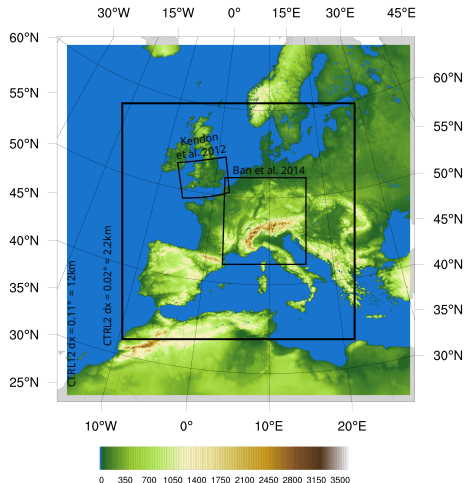 30°W 15°W 0° 15°E 30°E 45°E
60°N
60°N
55°N
55°N
50°N
50°N
45°N
45°N
40°N
40°N
35°N
35°N
30°N
30°N
25°N
Kendon
et al. 2012
Ban et al. 2014
CTRL2 dx = 0.02° ≈ 2.2km
CTRL12 dx = 0.11° ≈ 12km
10°W 0° 10°E 20°E
0 350 700 1050 1400 1750 2100 2450 2800 3150 3500